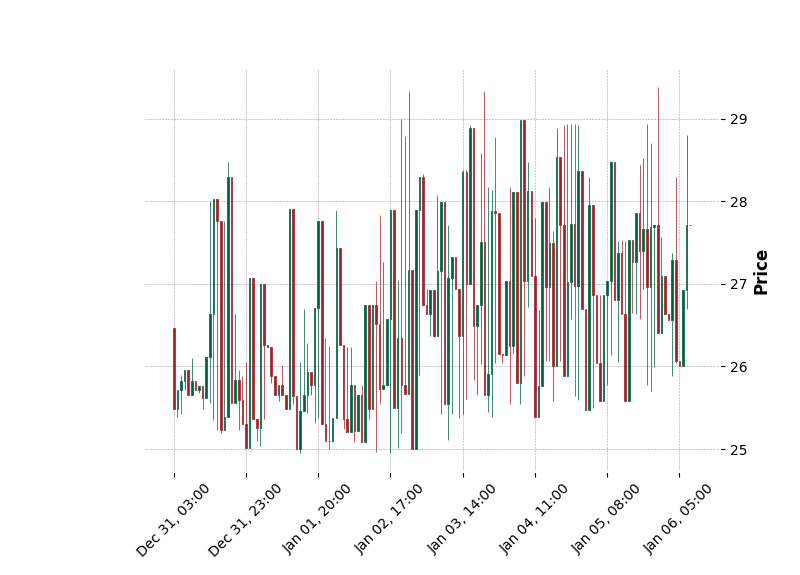 29
28
27
26
25
Price
Dec 31, 03:00
Dec 31, 23:00
Jan 01, 20:00
Jan 02, 17:00
Jan 03, 14:00
Jan 04, 11:00
Jan 05, 08:00
Jan 06, 05:00